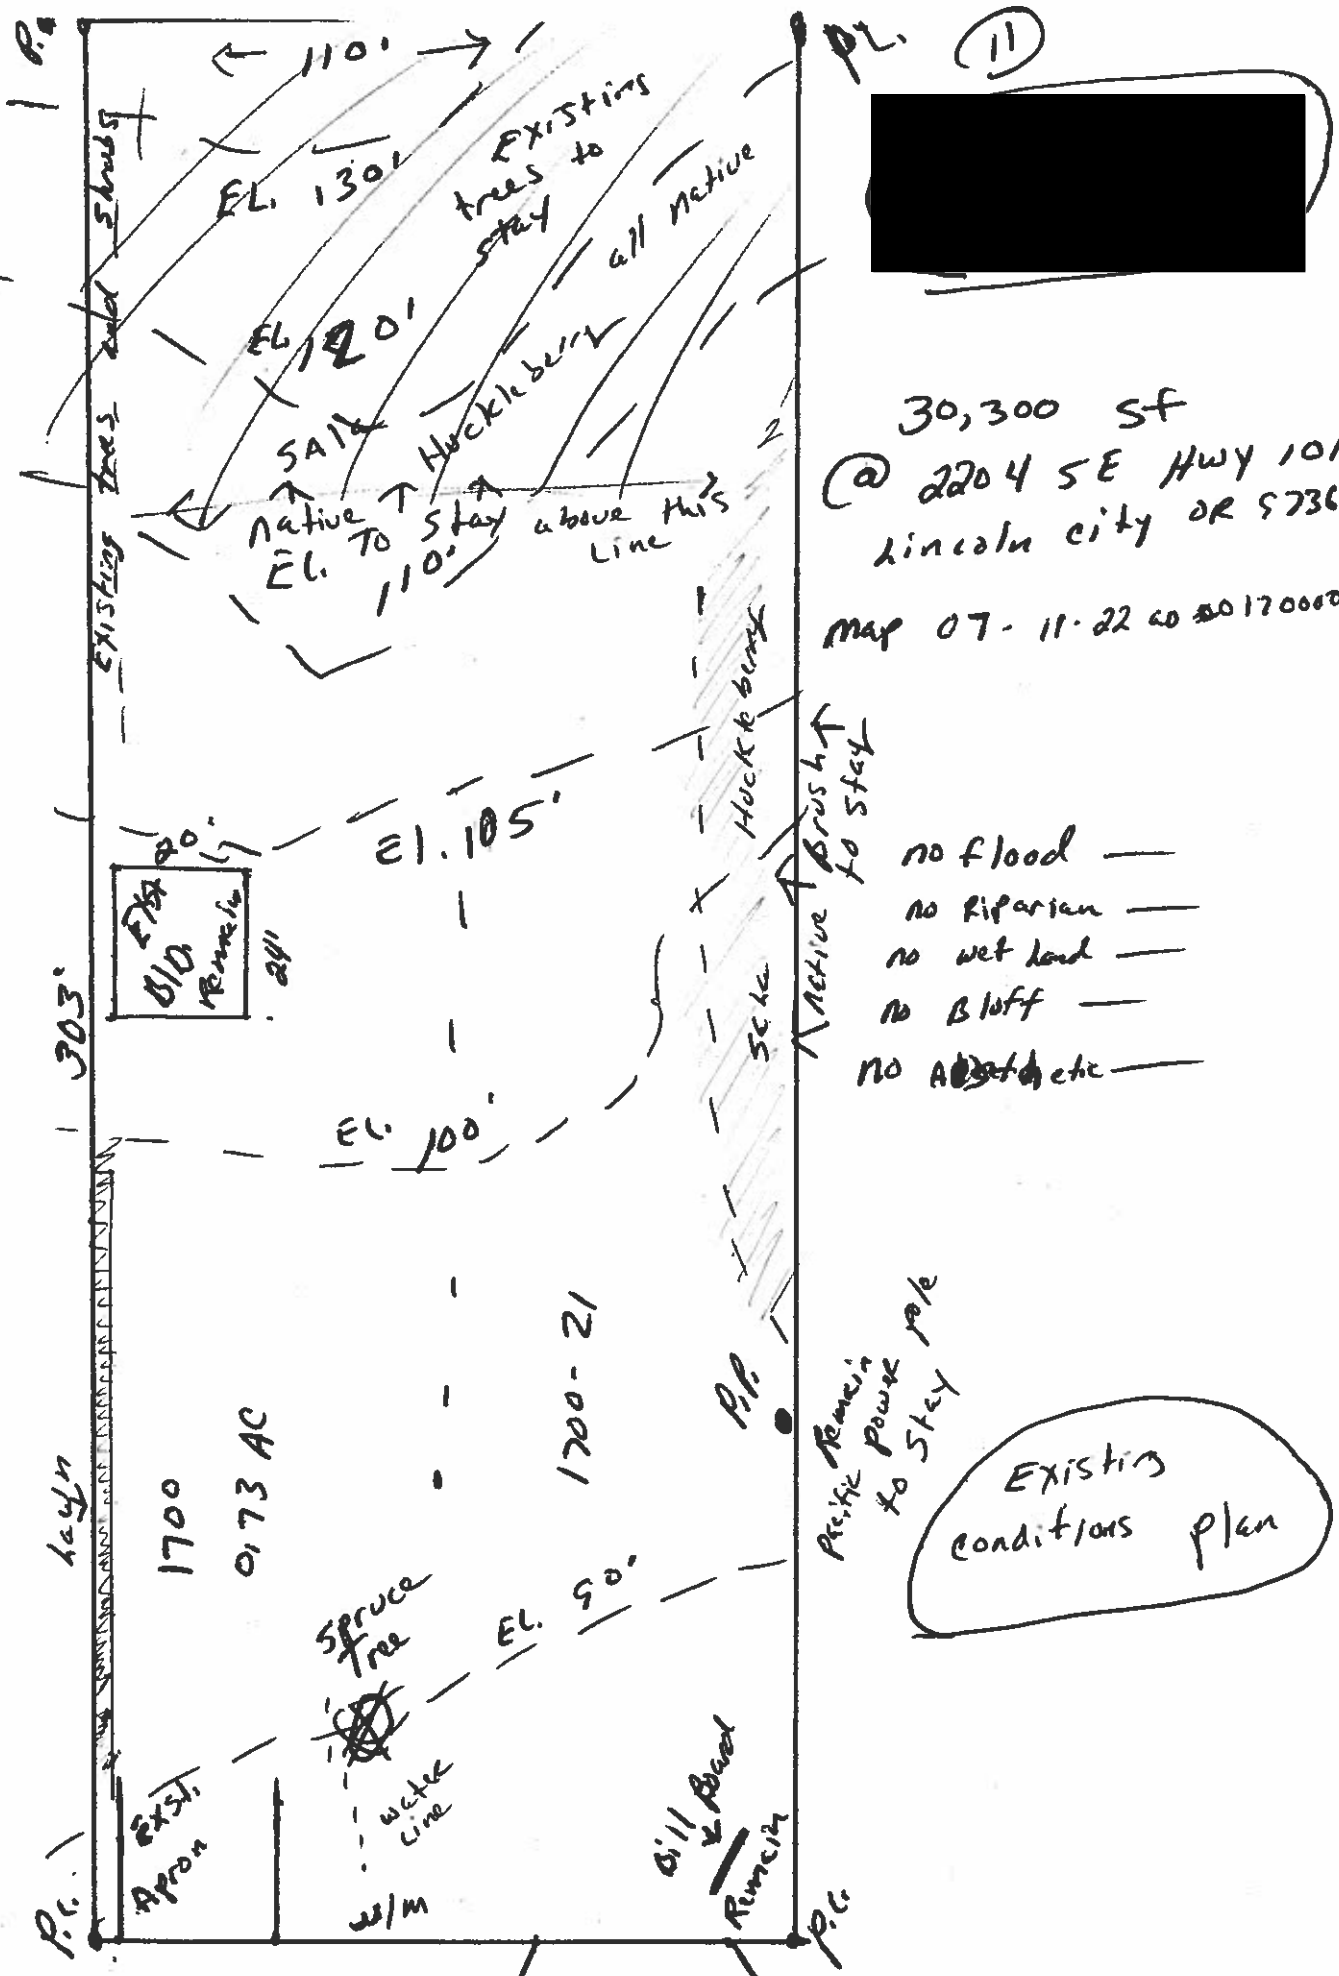 P.L.
110'
P.L.
11
Existing
trees to
stay
all native
EL. 130'
EL. 120'
Salal
Huckleberry
native To stay above this
Line
EL. 110'
Existing trees and shrubs
30,300 SF
@ 2204 SE HWY 101
Lincoln City OR
map 07-11-22
Huckleberry
native Brush
to stay
El. 105'
20'
Exist
BLD.
Remain
24'
303'
no flood
no Riparian
no wet land
no Bluff
no
EL. 100'
1700-21
P.P.
Remain
Pacific Power Pole
to Stay
Lawn
1700
0.73 AC
Existing
conditions plan
EL. 90'
Spruce
Tree
water
Line
Exist.
Apron
W/M
Bill Board
Remain
P.L.
P.L.